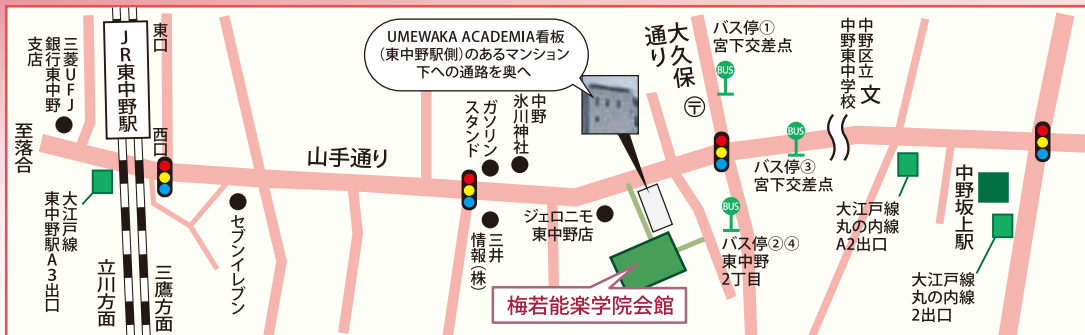 三菱UFJ
銀行東中野
支店
至落合
JR東中野駅
東口
西口
大江戸線
東中野駅A3出口
立川方面
三鷹方面
セブンイレブン
山手通り
UMEWAKA ACADEMIA看板
(東中野駅側)のあるマンション
下への通路を奥へ
ガソリン
スタンド
中野
氷川神社
三井
情報(株)
ジェロニモ
東中野店
梅若能楽学院会館
大久保
通り
〒
バス停①
宮下交差点
BUS
BUS
バス停③
宮下交差点
BUS
バス停②④
東中野
2丁目
中野区立
中野東中学校
文
大江戸線
丸の内線
A2出口
中野坂上駅
大江戸線
丸の内線
2出口